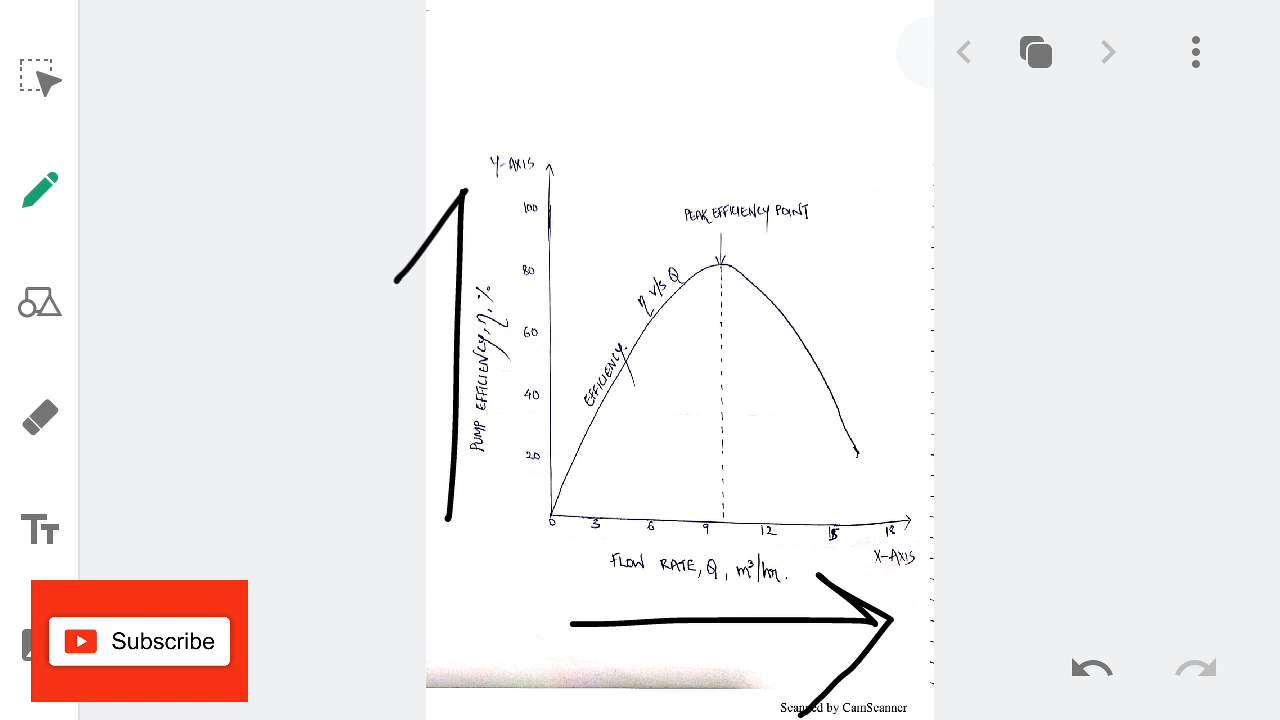 Y-AXIS
100
PEAK EFFICIENCY POINT
80
η v/s Q
60
EFFICIENCY
40
PUMP EFFICIENCY, η, %
20
0 3 6 9 12 15 18
X-AXIS
FLOW RATE, Q, m³/hr.
TT
Subscribe
Scanned by CamScanner